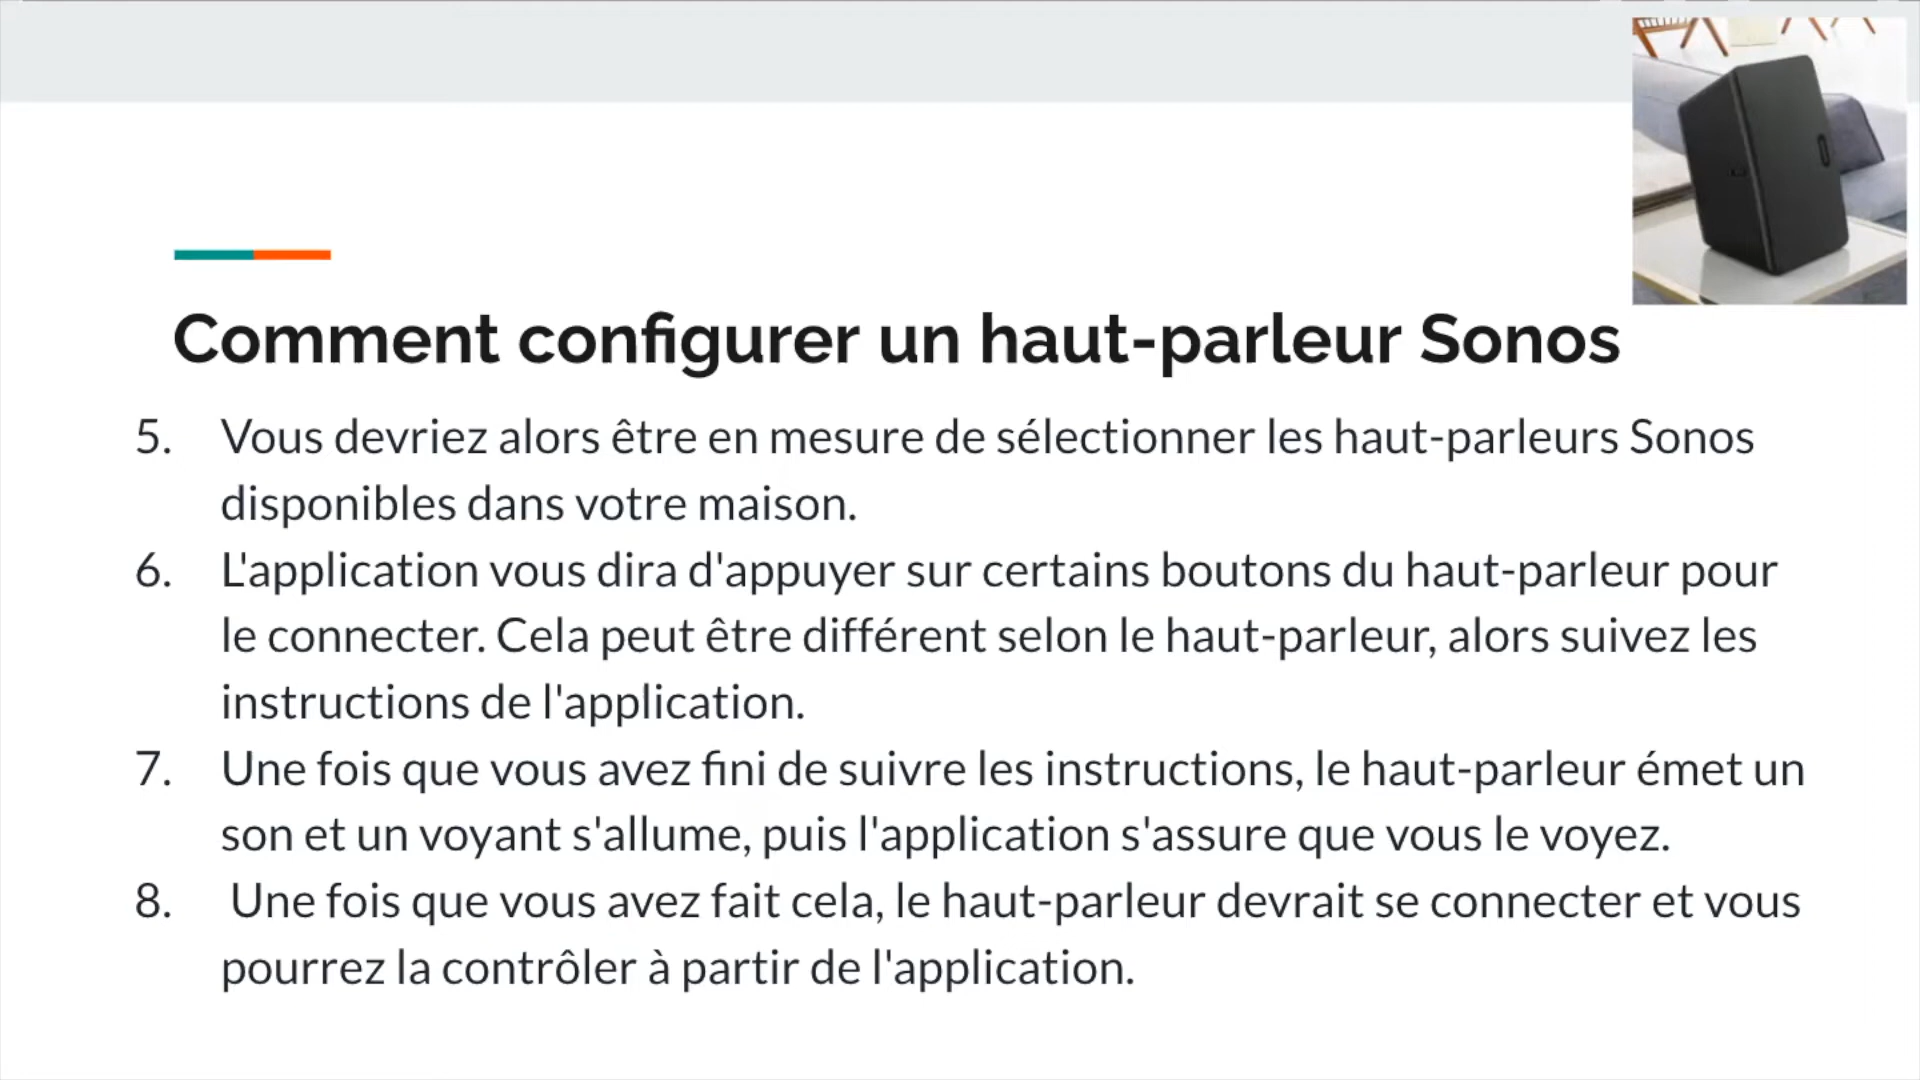 Comment configurer un haut-parleur Sonos
5. Vous devriez alors être en mesure de sélectionner les haut-parleurs Sonos
disponibles dans votre maison.
6. L'application vous dira d'appuyer sur certains boutons du haut-parleur pour
le connecter. Cela peut être différent selon le haut-parleur, alors suivez les
instructions de l'application.
7. Une fois que vous avez fini de suivre les instructions, le haut-parleur émet un
son et un voyant s'allume, puis l'application s'assure que vous le voyez.
8. Une fois que vous avez fait cela, le haut-parleur devrait se connecter et vous
pourrez la contrôler à partir de l'application.